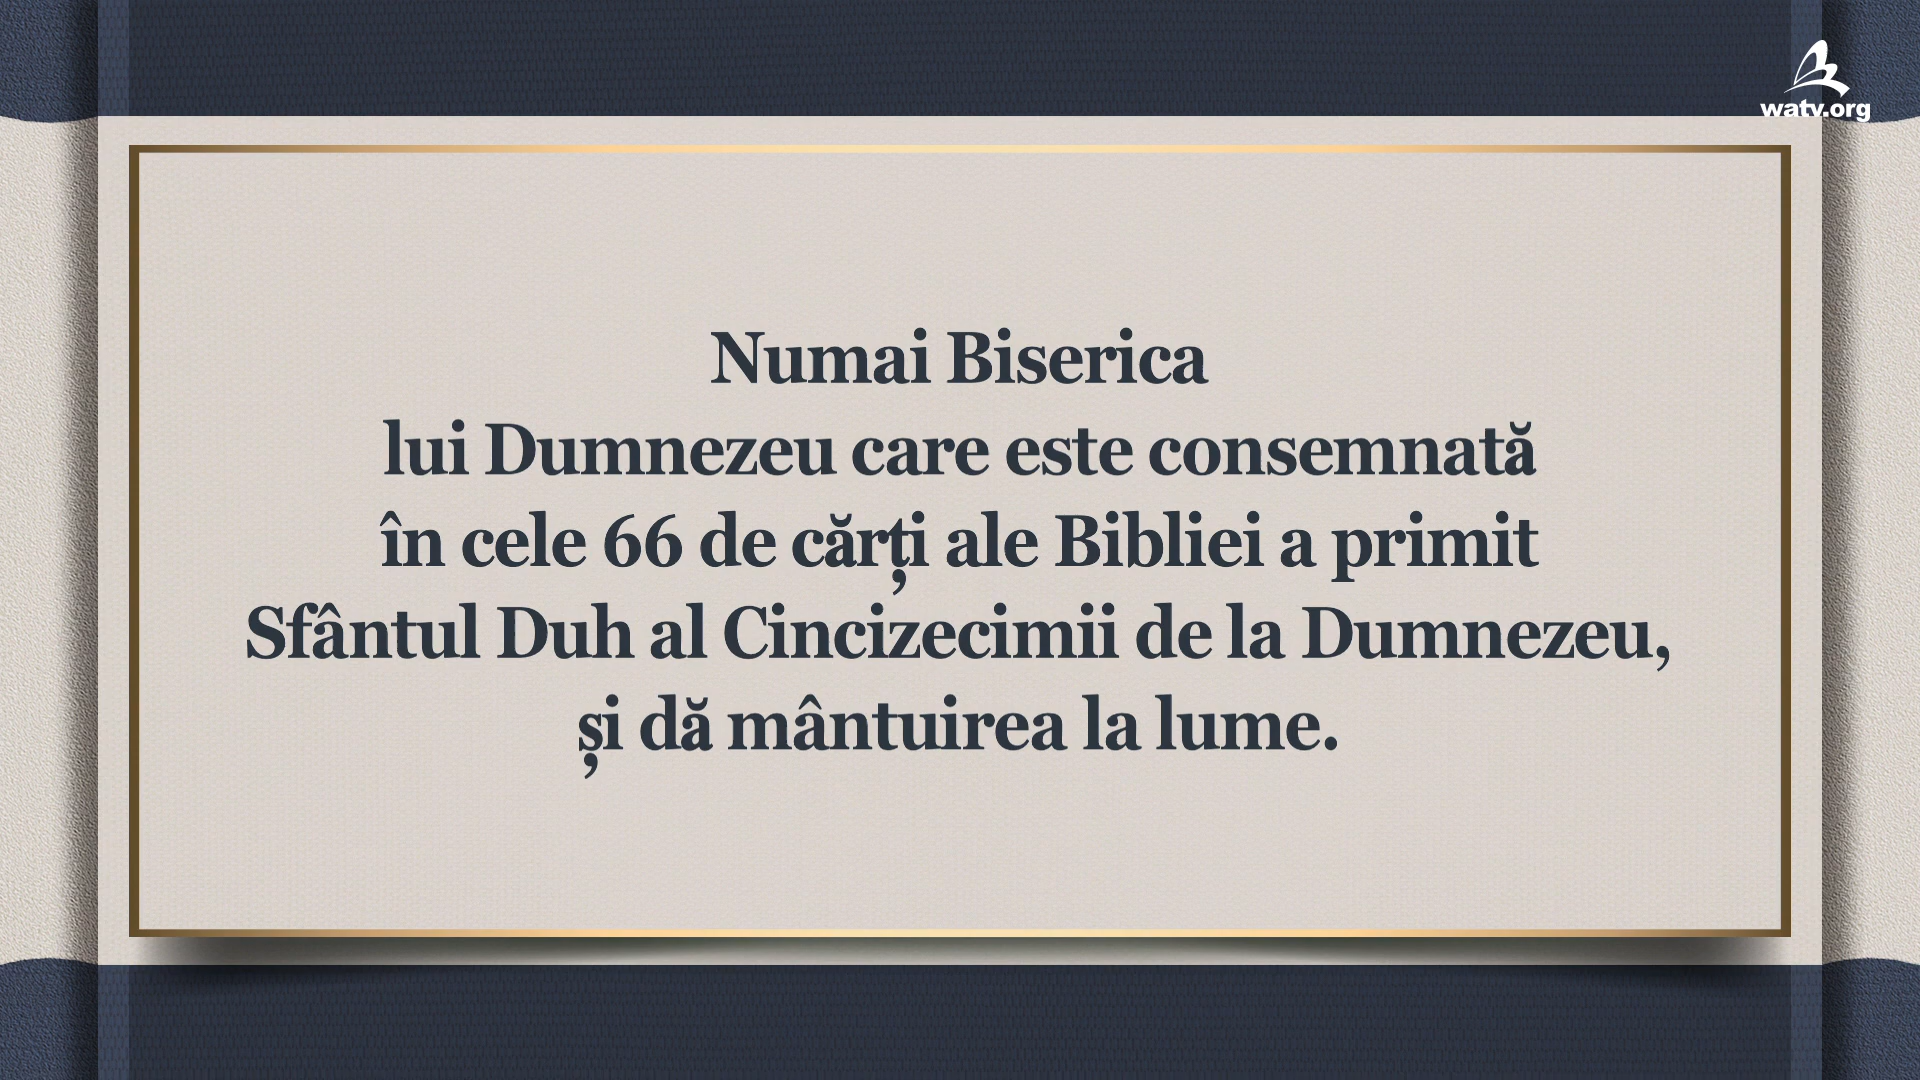 watv.org
Numai Biserica
lui Dumnezeu care este consemnată
în cele 66 de cărți ale Bibliei a primit
Sfântul Duh al Cincizecimii de la Dumnezeu,
și dă mântuirea la lume.